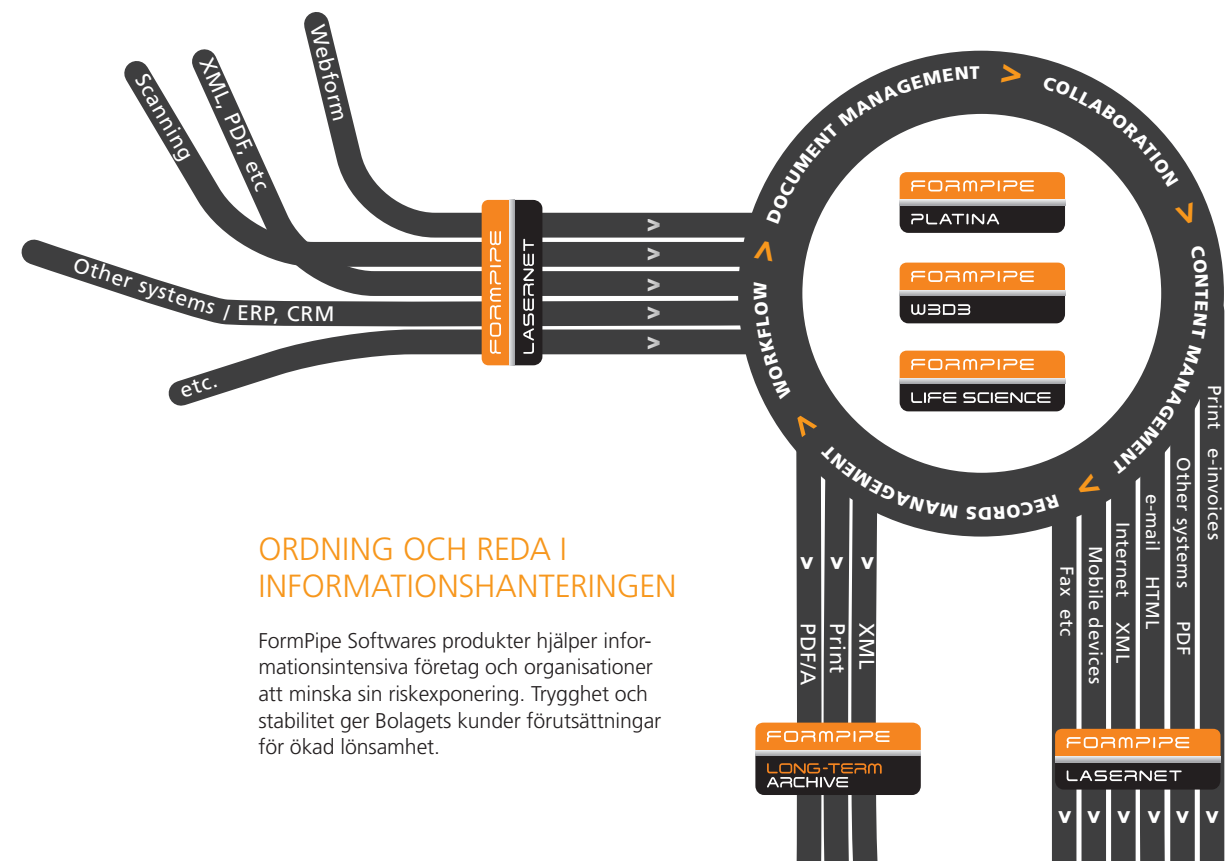 Webform
XML, PDF, etc
Scanning
Other systems / ERP, CRM
etc.
FORMPIPE
LASERNET
>
>
>
>
>
DOCUMENT MANAGEMENT >
COLLABORATION >
CONTENT MANAGEMENT >
RECORDS MANAGEMENT >
WORKFLOW >
FORMPIPE
PLATINA
FORMPIPE
W3D3
FORMPIPE
LIFE SCIENCE
ORDNING OCH REDA I
INFORMATIONSHANTERINGEN
FormPipe Softwares produkter hjälper infor-
mationsintensiva företag och organisationer
att minska sin riskexponering. Trygghet och
stabilitet ger Bolagets kunder förutsättningar
för ökad lönsamhet.
> PDF/A
> Print
> XML
FORMPIPE
LONG-TERM
ARCHIVE
Fax etc
Mobile devices
Internet XML
e-mail HTML
Other systems PDF
Print e-invoices
FORMPIPE
LASERNET
> > > > > >